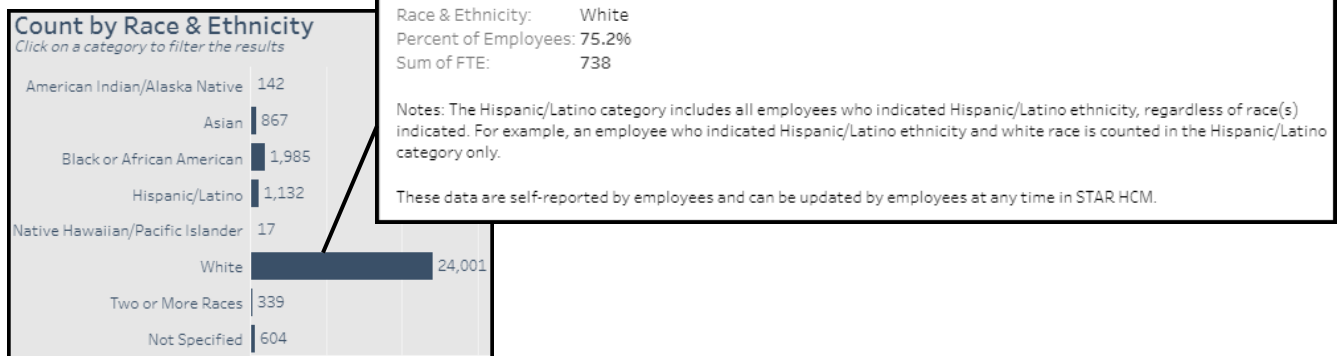 Count by Race & Ethnicity
Click on a category to filter the results
American Indian/Alaska Native 142
Asian 867
Black or African American 1,985
Hispanic/Latino 1,132
Native Hawaiian/Pacific Islander 17
White 24,001
Two or More Races 339
Not Specified 604
Race & Ethnicity: White
Percent of Employees: 75.2%
Sum of FTE: 738
Notes: The Hispanic/Latino category includes all employees who indicated Hispanic/Latino ethnicity, regardless of race(s)
indicated. For example, an employee who indicated Hispanic/Latino ethnicity and white race is counted in the Hispanic/Latino
category only.
These data are self-reported by employees and can be updated by employees at any time in STAR HCM.